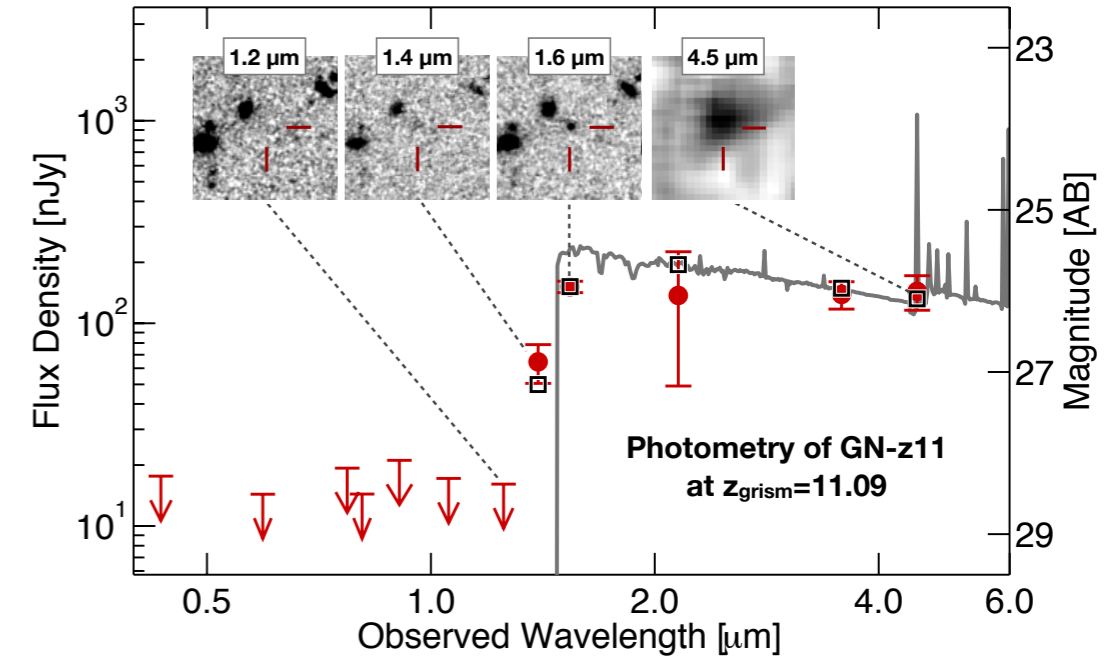 1.2 μm
1.4 μm
1.6 μm
4.5 μm
10³
10²
10¹
Flux Density [nJy]
23
25
27
29
Magnitude [AB]
Photometry of GN-z11
at zgrism=11.09
0.5
1.0
2.0
4.0
6.0
Observed Wavelength [μm]